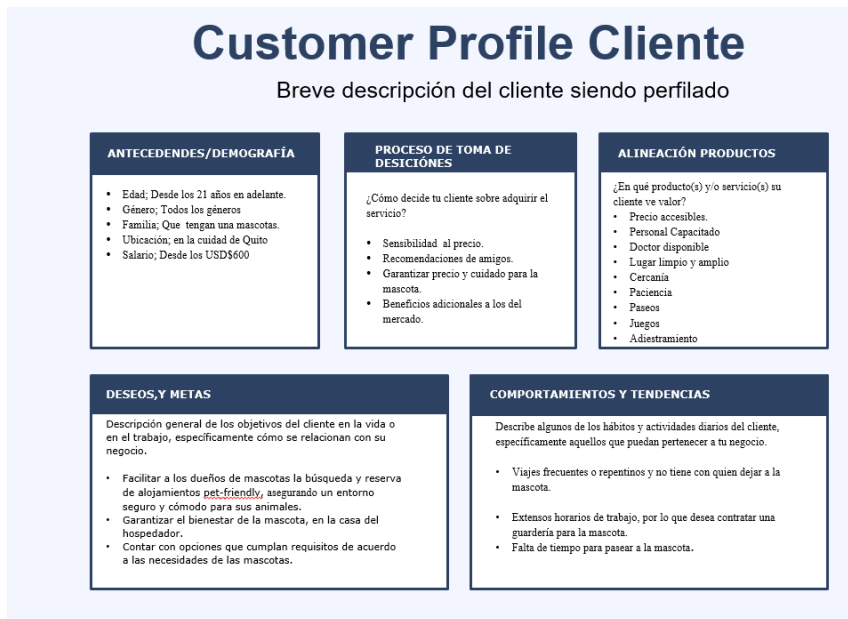 Customer Profile Cliente
Breve descripción del cliente siendo perfilado
ANTECEDENDES/DEMOGRAFÍA
• Edad; Desde los 21 años en adelante.
• Género; Todos los géneros
• Familia; Que tengan una mascotas.
• Ubicación; en la cuidad de Quito
• Salario; Desde los USD$600
PROCESO DE TOMA DE
DESICIÓNES
¿Cómo decide tu cliente sobre adquirir el
servicio?
• Sensibilidad al precio.
• Recomendaciones de amigos.
• Garantizar precio y cuidado para la
mascota.
• Beneficios adicionales a los del
mercado.
ALINEACIÓN PRODUCTOS
¿En qué producto(s) y/o servicio(s) su
cliente ve valor?
• Precio accesibles.
• Personal Capacitado
• Doctor disponible
• Lugar limpio y amplio
• Cercanía
• Paciencia
• Paseos
• Juegos
• Adiestramiento
DESEOS,Y METAS
Descripción general de los objetivos del cliente en la vida o
en el trabajo, específicamente cómo se relacionan con su
negocio.
• Facilitar a los dueños de mascotas la búsqueda y reserva
de alojamientos pet-friendly, asegurando un entorno
seguro y cómodo para sus animales.
• Garantizar el bienestar de la mascota, en la casa del
hospedador.
• Contar con opciones que cumplan requisitos de acuerdo
a las necesidades de las mascotas.
COMPORTAMIENTOS Y TENDENCIAS
Describe algunos de los hábitos y actividades diarios del cliente,
específicamente aquellos que puedan pertenecer a tu negocio.
• Viajes frecuentes o repentinos y no tiene con quien dejar a la
mascota.
• Extensos horarios de trabajo, por lo que desea contratar una
guardería para la mascota.
• Falta de tiempo para pasear a la mascota.